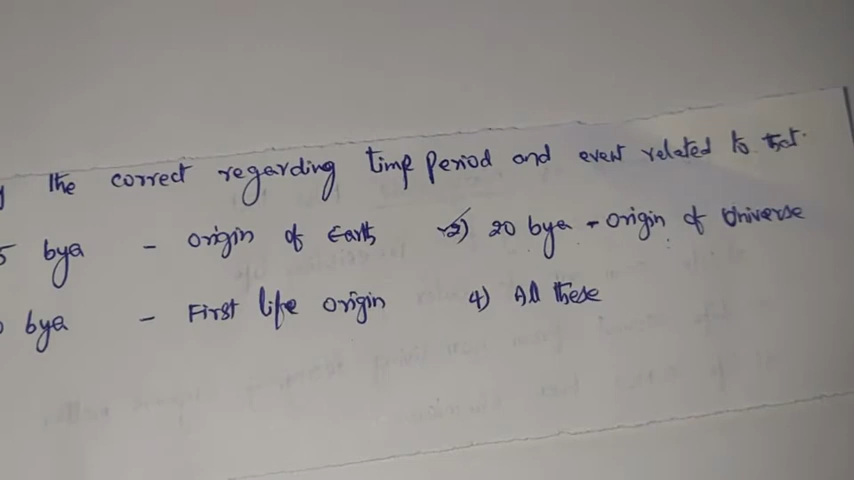 the correct regarding time period and event related to that.
5 bya - origin of Earth 2) 20 bya - origin of Universe
bya - First life origin 4) All these